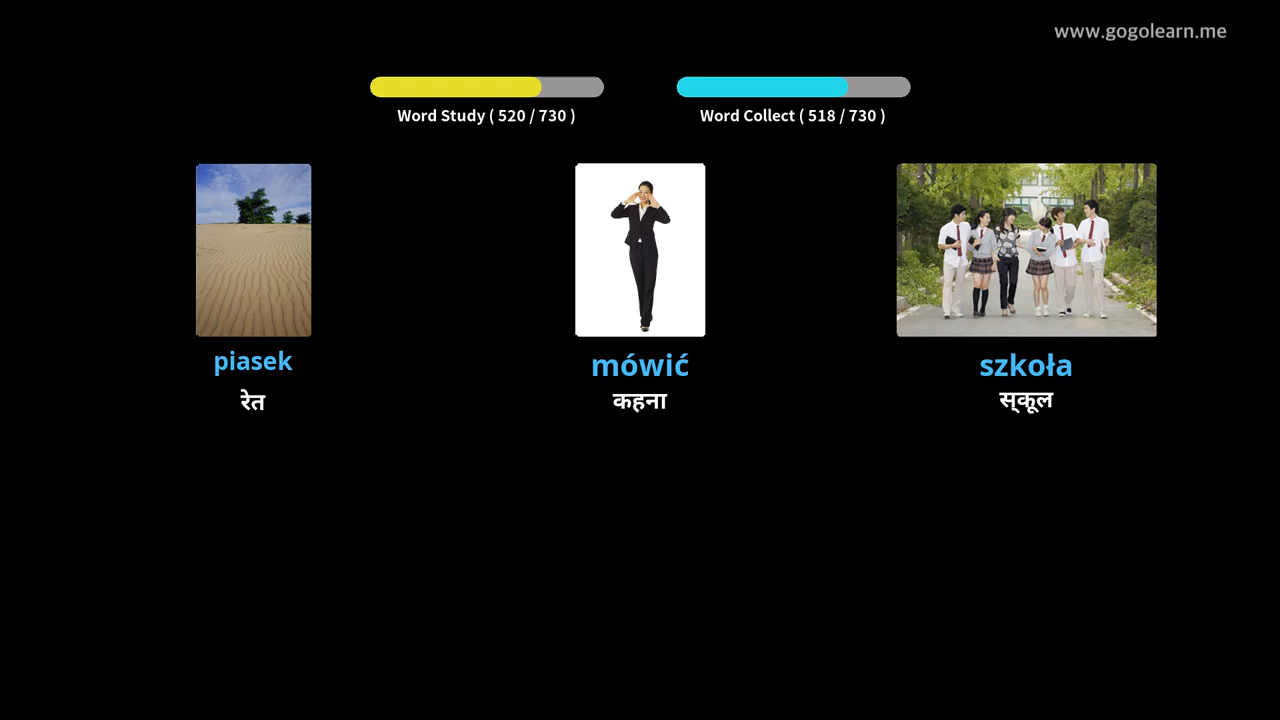 www.gogolearn.me
Word Study ( 520 / 730 )
Word Collect ( 518 / 730 )
piasek
रेत
mówić
कहना
szkoła
स्कूल